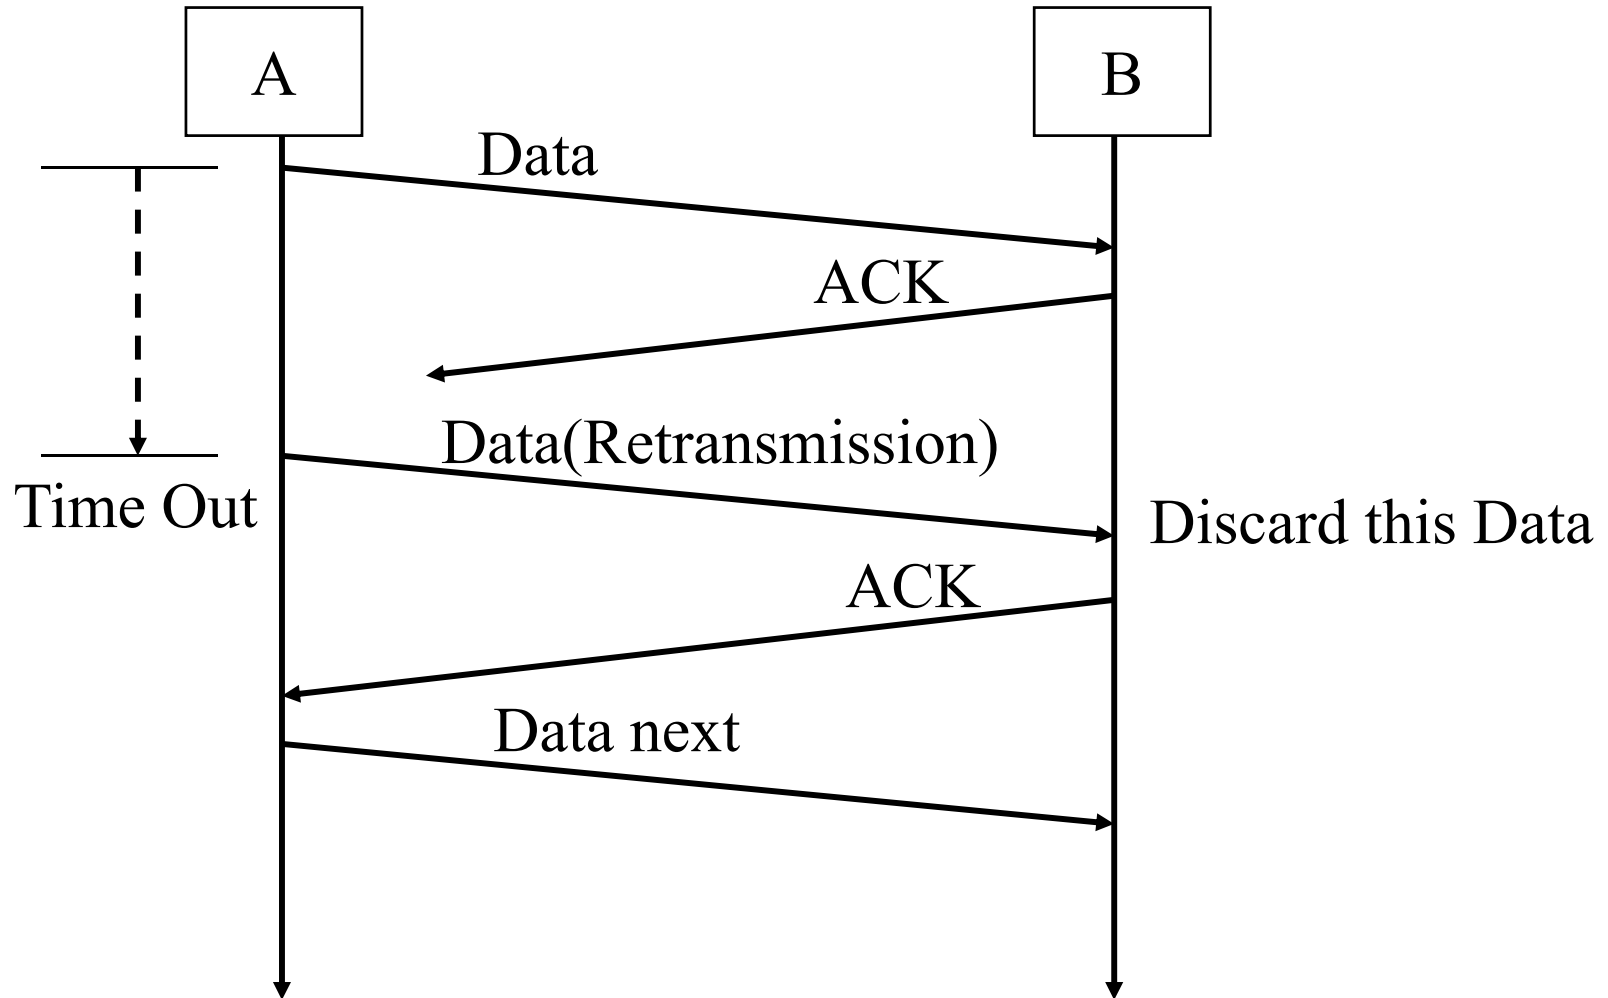 A
B
Data
ACK
Data(Retransmission)
Time Out
Discard this Data
ACK
Data next